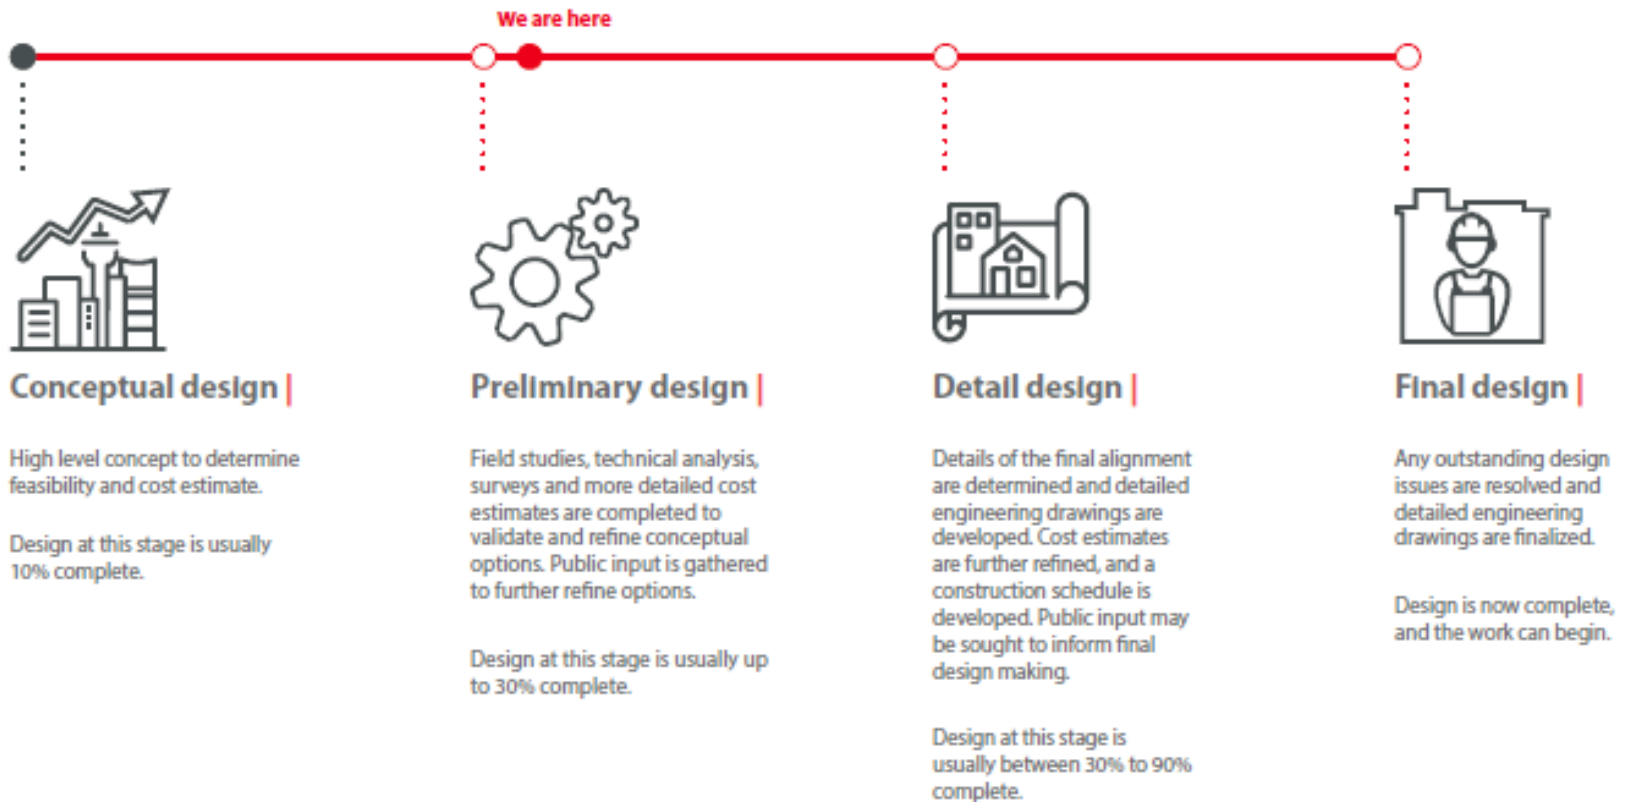 We are here
Conceptual design |
High level concept to determine
feasibility and cost estimate.
Design at this stage is usually
10% complete.
Preliminary design |
Field studies, technical analysis,
surveys and more detailed cost
estimates are completed to
validate and refine conceptual
options. Public input is gathered
to further refine options.
Design at this stage is usually up
to 30% complete.
Detail design |
Details of the final alignment
are determined and detailed
engineering drawings are
developed. Cost estimates
are further refined, and a
construction schedule is
developed. Public input may
be sought to inform final
design making.
Design at this stage is
usually between 30% to 90%
complete.
Final design |
Any outstanding design
issues are resolved and
detailed engineering
drawings are finalized.
Design is now complete,
and the work can begin.